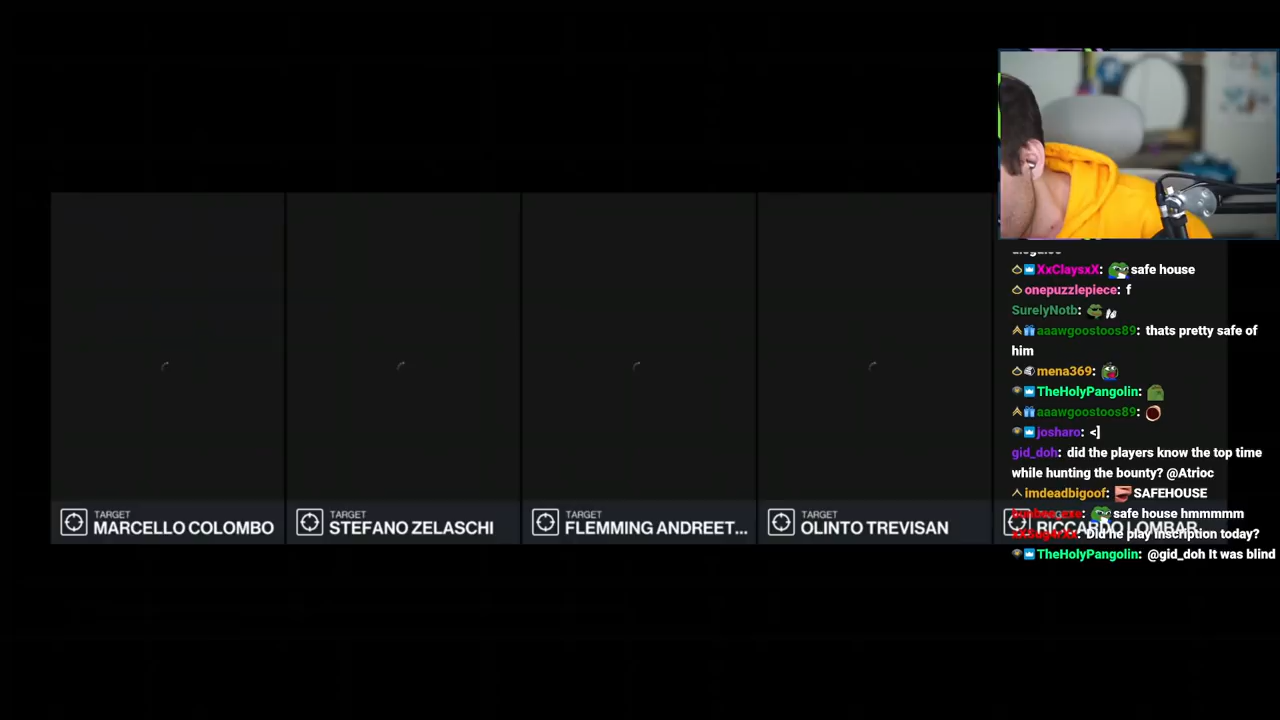 TARGET
MARCELLO COLOMBO
TARGET
STEFANO ZELASCHI
TARGET
FLEMMING ANDREET...
TARGET
OLINTO TREVISAN
RICCARDO LOMBAR
XxClaysxX: safe house
onepuzzlepiece: f
SurelyNotb:
aaawgoostoos89: thats pretty safe of
him
mena369:
TheHolyPangolin:
aaawgoostoos89:
josharo: <]
gid_doh: did the players know the top time
while hunting the bounty? @Atrioc
imdeadbigoof: SAFEHOUSE
safe house hmmmmm
Did he play inscription today?
TheHolyPangolin: @gid_doh It was blind